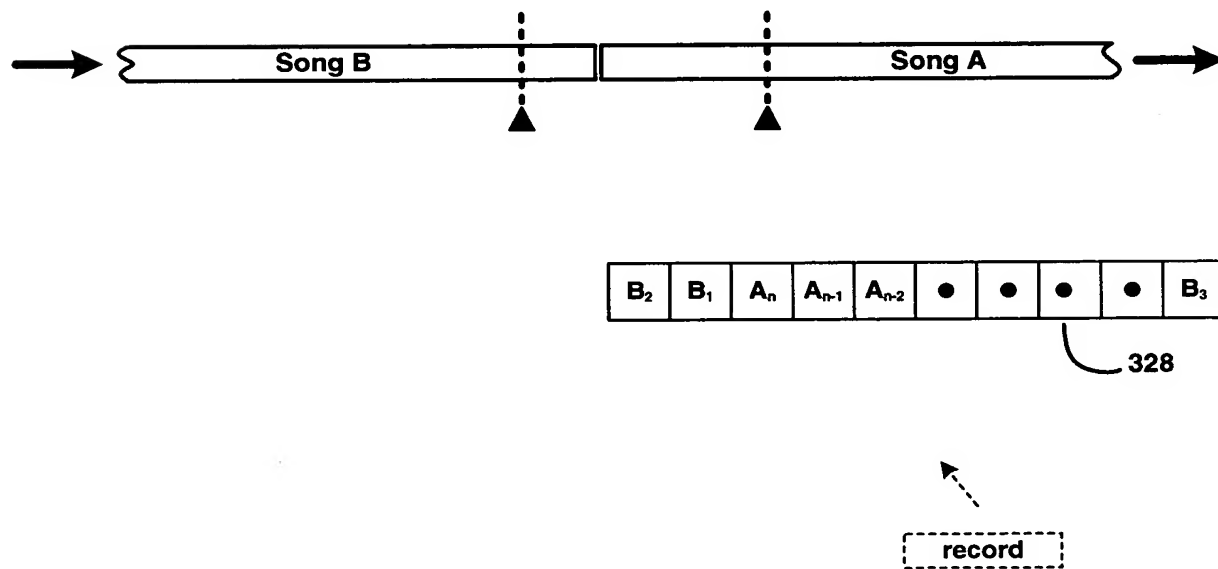 Song B Song A
B₂ B₁ Aₙ Aₙ₋₁ Aₙ₋₂ ● ● ● ● B₃
328
record